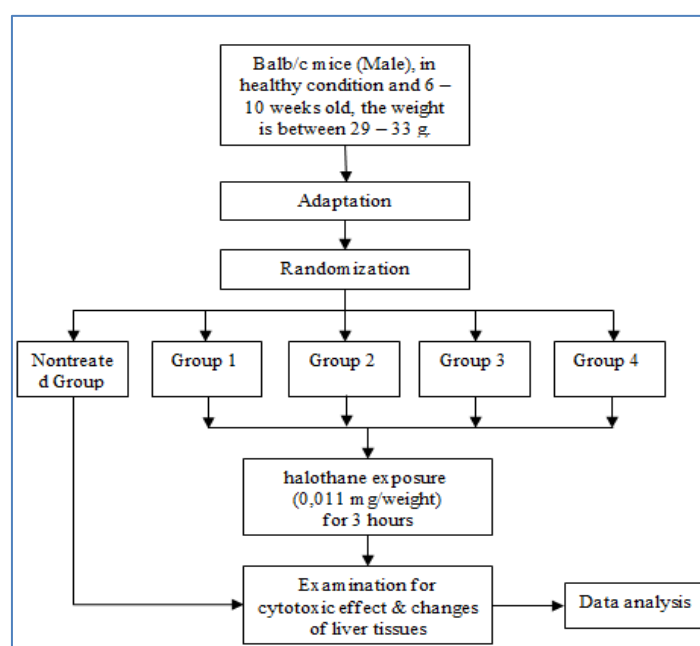 Balb/c mice (Male), in
healthy condition and 6 –
10 weeks old, the weight
is between 29 – 33 g.
Adaptation
Randomization
Nontreate
d Group
Group 1
Group 2
Group 3
Group 4
halothane exposure
(0,011 mg/weight)
for 3 hours
Examination for
cytotoxic effect & changes
of liver tissues
Data analysis